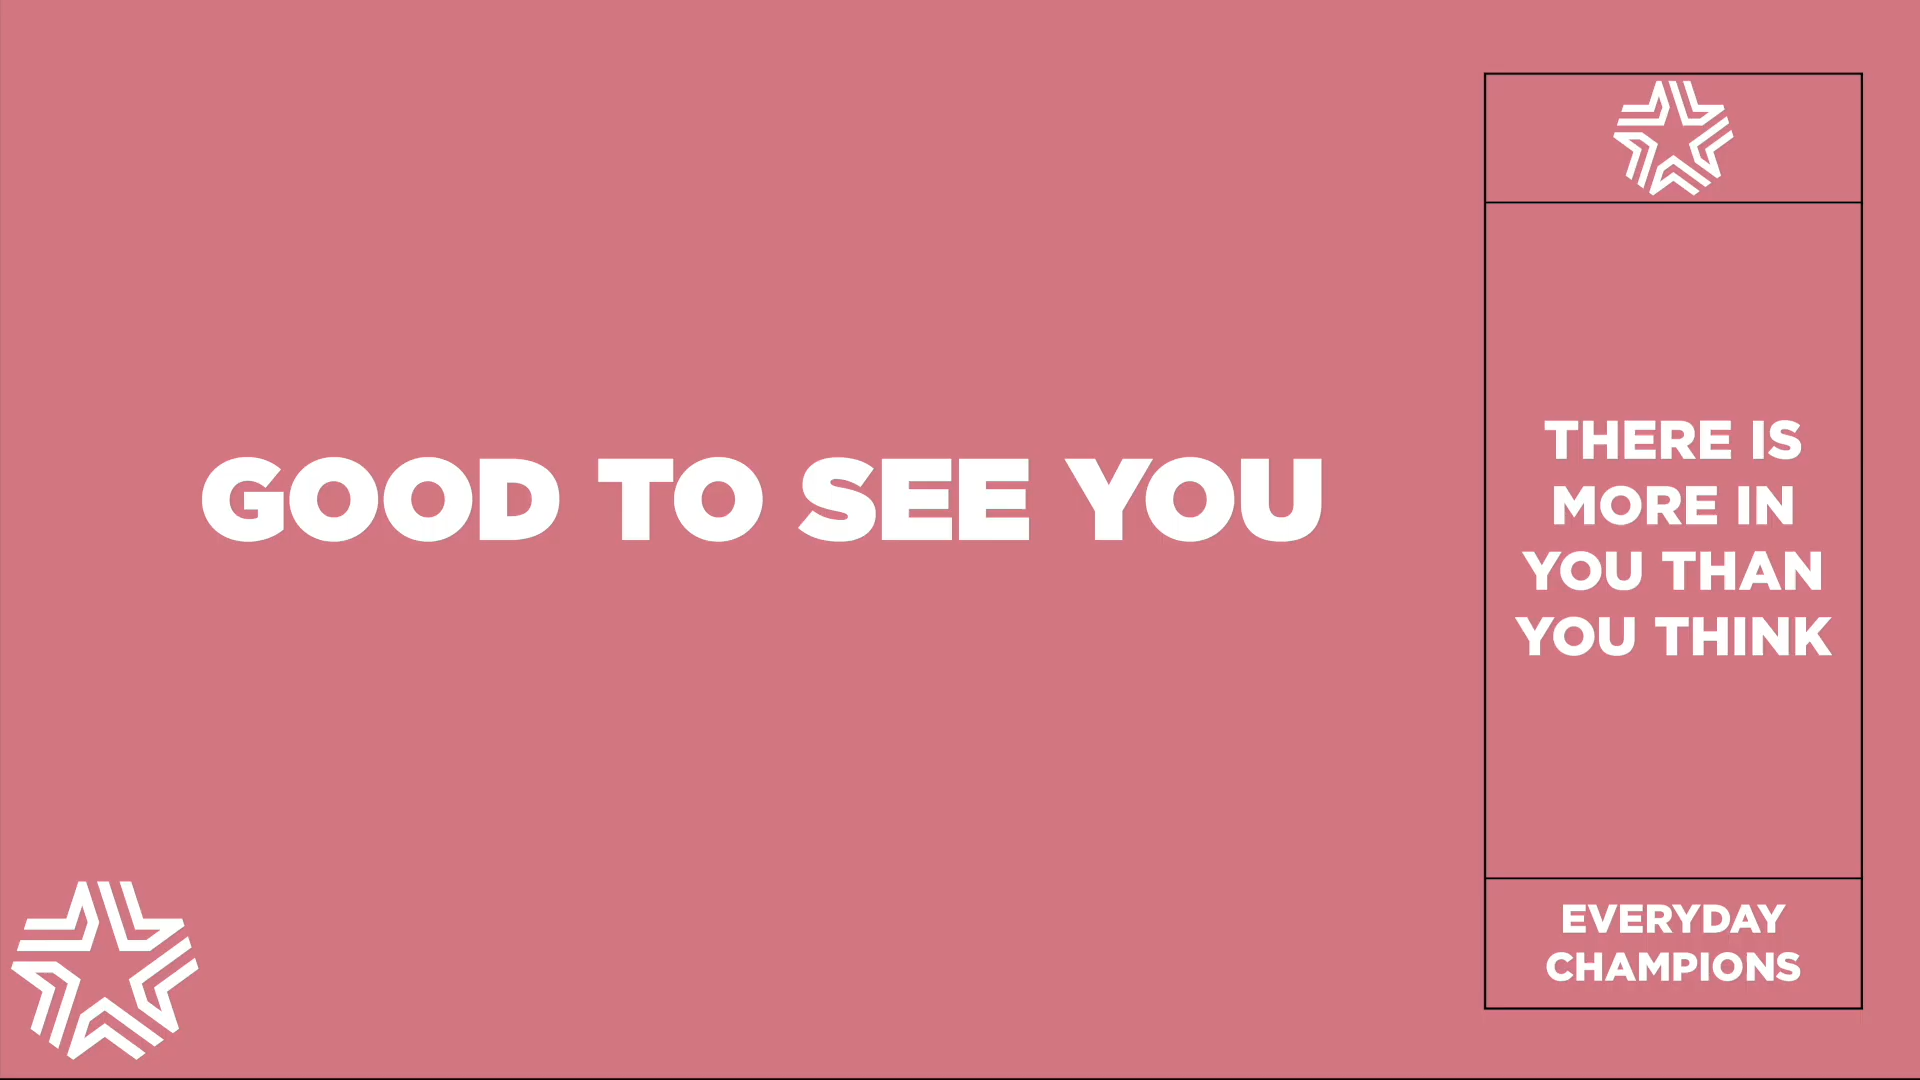 GOOD TO SEE YOU
THERE IS
MORE IN
YOU THAN
YOU THINK
EVERYDAY
CHAMPIONS